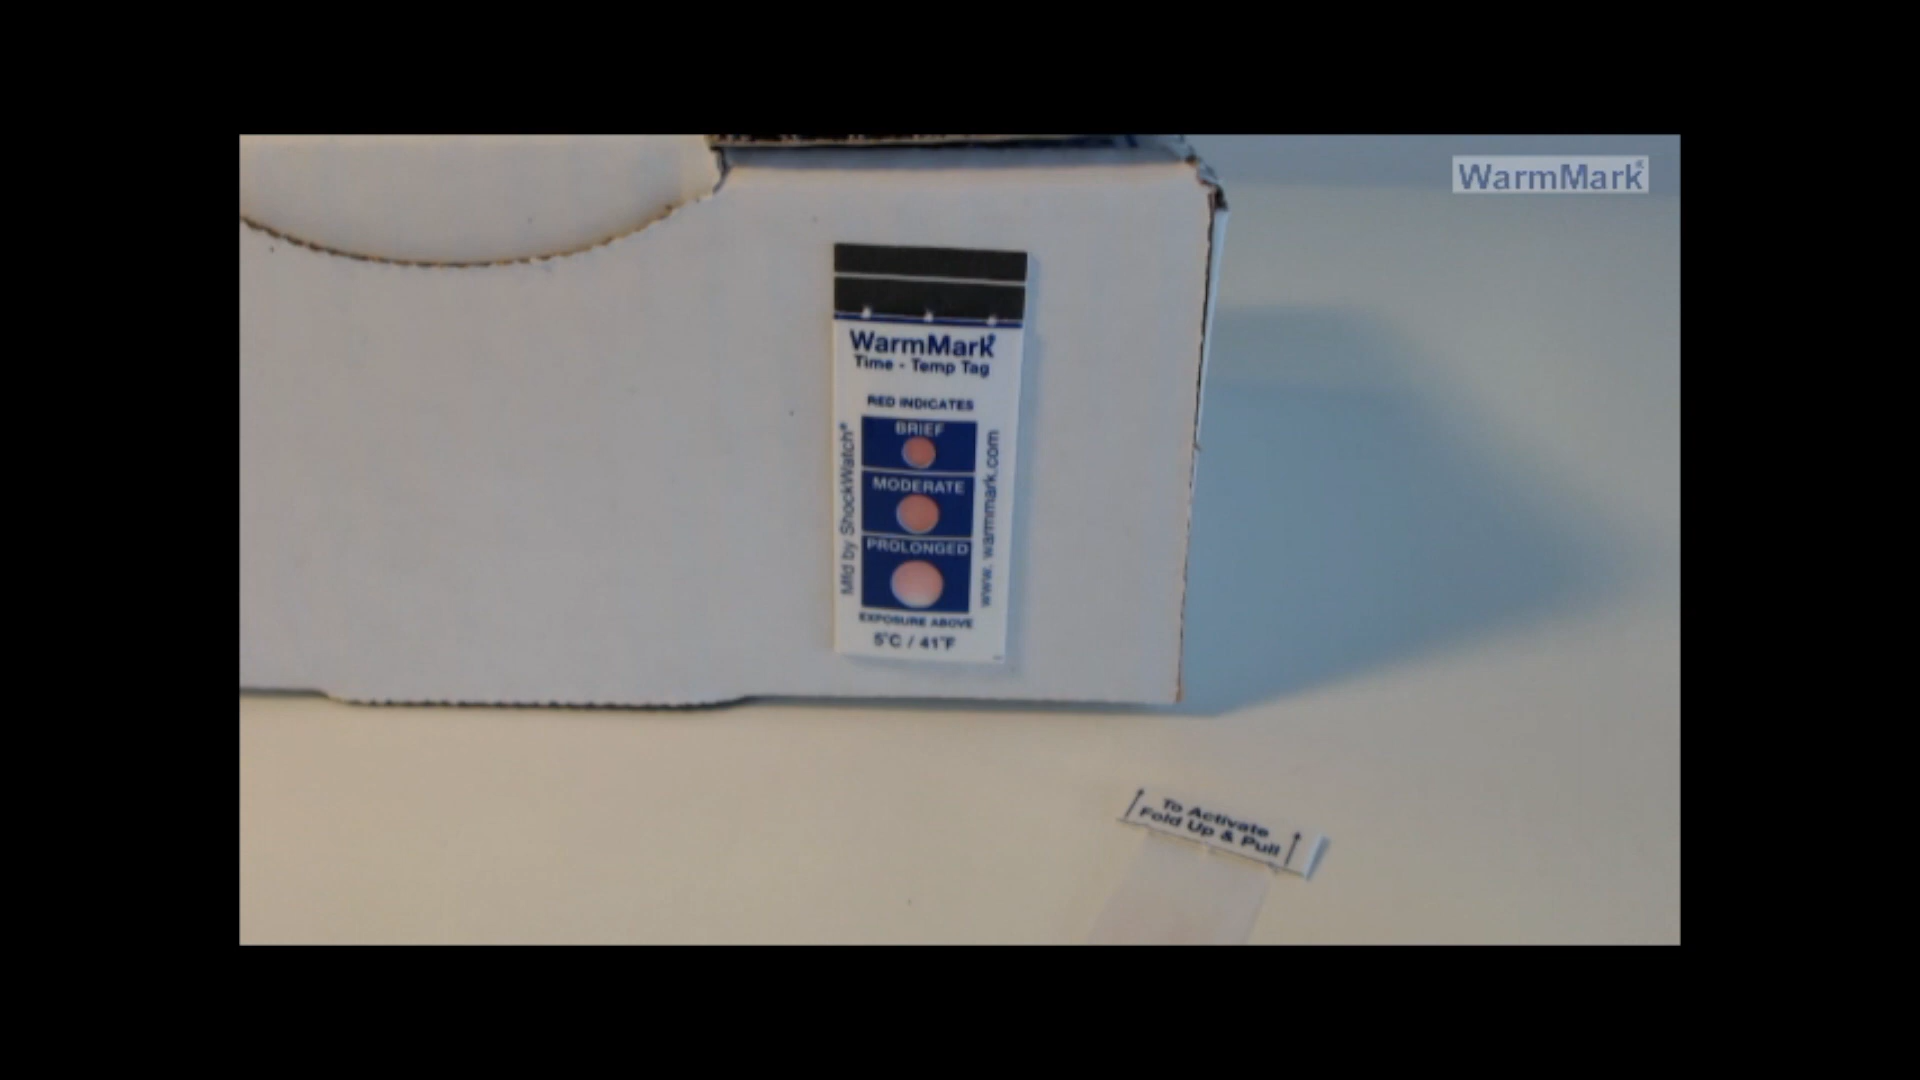 WarmMark®
WarmMark®
Time - Temp Tag
RED INDICATES
BRIEF
MODERATE
PROLONGED
Mfd by ShockWatch®
www.warmmark.com
EXPOSURE ABOVE
5°C / 41°F
To Activate
Fold Up & Pull